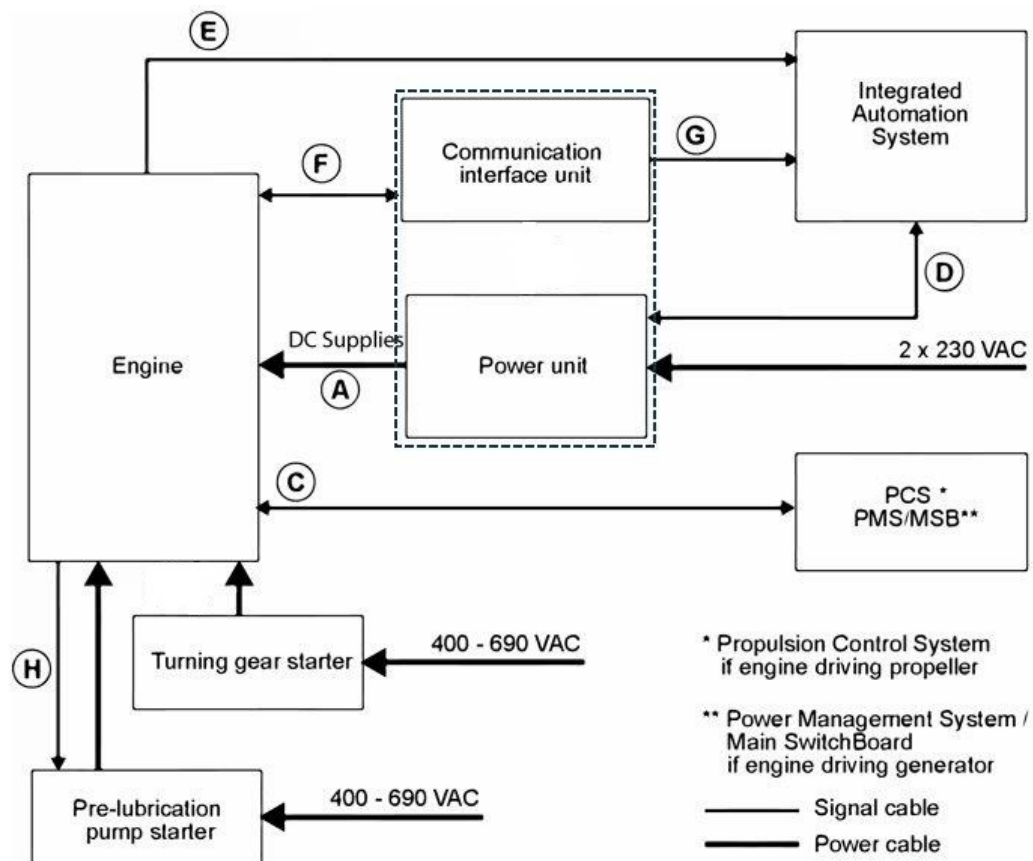 E
Integrated
Automation
System
Communication
interface unit
G
F
D
DC Supplies
2 x 230 VAC
Engine
Power unit
A
C
PCS *
PMS/MSB**
Turning gear starter
400 - 690 VAC
H
* Propulsion Control System
if engine driving propeller
** Power Management System /
Main SwitchBoard
if engine driving generator
Pre-lubrication
pump starter
400 - 690 VAC
Signal cable
Power cable